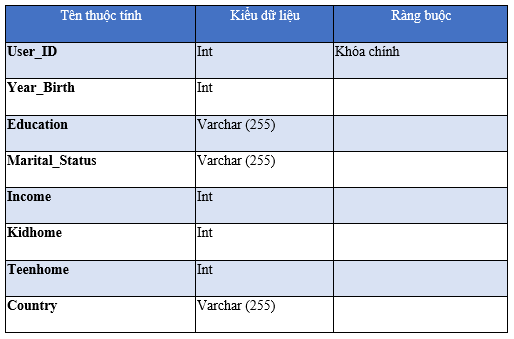 Tên thuộc tính Kiểu dữ liệu Ràng buộc
User_ID Int Khóa chính
Year_Birth Int
Education Varchar (255)
Marital_Status Varchar (255)
Income Int
Kidhome Int
Teenhome Int
Country Varchar (255)